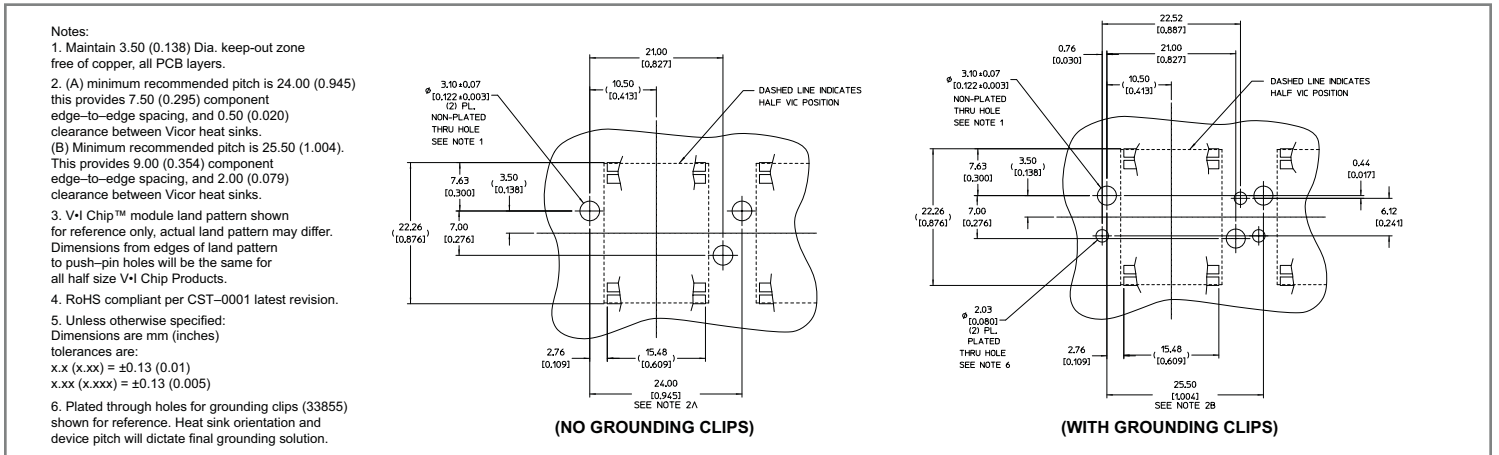 Notes:
1. Maintain 3.50 (0.138) Dia. keep-out zone
free of copper, all PCB layers.
2. (A) minimum recommended pitch is 24.00 (0.945)
this provides 7.50 (0.295) component
edge–to–edge spacing, and 0.50 (0.020)
clearance between Vicor heat sinks.
(B) Minimum recommended pitch is 25.50 (1.004).
This provides 9.00 (0.354) component
edge–to–edge spacing, and 2.00 (0.079)
clearance between Vicor heat sinks.
3. V•I Chip™ module land pattern shown
for reference only, actual land pattern may differ.
Dimensions from edges of land pattern
to push–pin holes will be the same for
all half size V•I Chip Products.
4. RoHS compliant per CST–0001 latest revision.
5. Unless otherwise specified:
Dimensions are mm (inches)
tolerances are:
x.x (x.xx) = ±0.13 (0.01)
x.xx (x.xxx) = ±0.13 (0.005)
6. Plated through holes for grounding clips (33855)
shown for reference. Heat sink orientation and
device pitch will dictate final grounding solution.
21.00
[0.827]
(10.50)
[0.413]
ø 3.10±0.07
[0.122±0.003]
(2) PL.
NON-PLATED
THRU HOLE
SEE NOTE 1
DASHED LINE INDICATES
HALF VIC POSITION
7.63
[0.300]
(3.50)
[0.138]
(22.26)
[0.876]
7.00
[0.276]
2.76
[0.109]
(15.48)
[0.609]
24.00
[0.945]
SEE NOTE 2A
(NO GROUNDING CLIPS)
22.52
[0.887]
0.76
[0.030]
21.00
[0.827]
(10.50)
[0.413]
ø 3.10±0.07
[0.122±0.003]
(2) PL.
NON-PLATED
THRU HOLE
SEE NOTE 1
DASHED LINE INDICATES
HALF VIC POSITION
7.63
[0.300]
(3.50)
[0.138]
0.44
[0.017]
(22.26)
[0.876]
7.00
[0.276]
6.12
[0.241]
ø 2.03
[0.080]
(2) PL.
PLATED
THRU HOLE
SEE NOTE 6
2.76
[0.109]
(15.48)
[0.609]
25.50
[1.004]
SEE NOTE 2B
(WITH GROUNDING CLIPS)